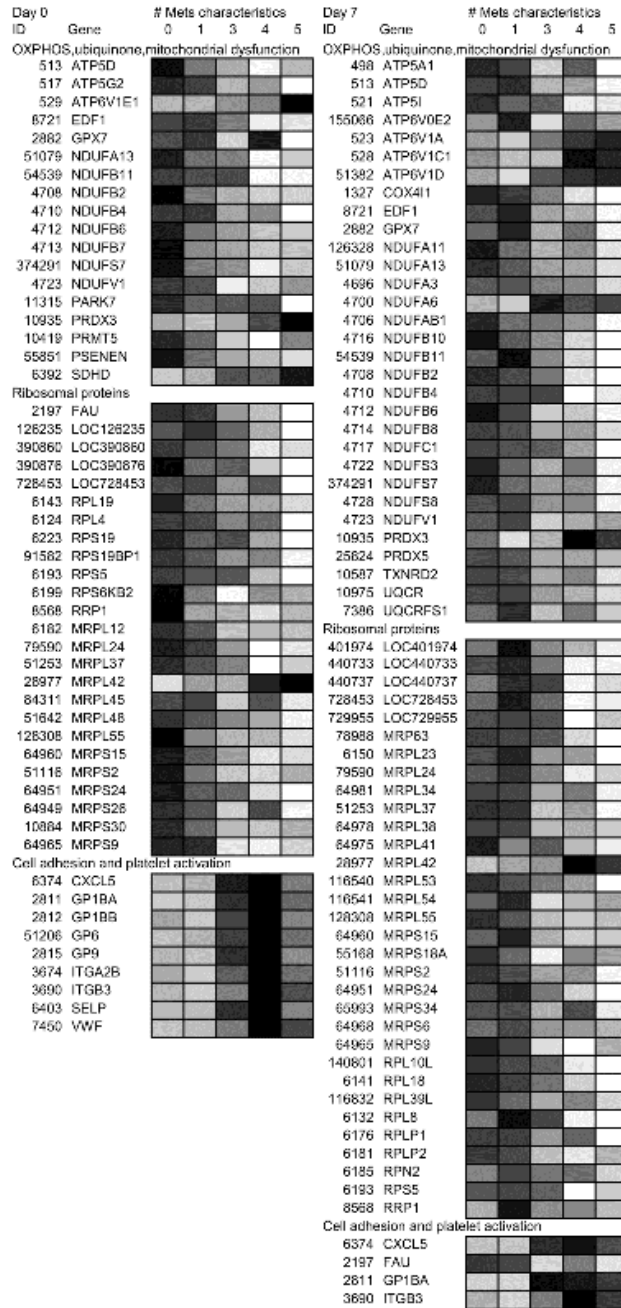 Day 0 # Mets characteristics
ID Gene 0 1 3 4 5
OXPHOS,ubiquinone,mitochondrial dysfunction
513 ATP5D
517 ATP5G2
529 ATP6V1E1
8721 EDF1
2882 GPX7
51079 NDUFA13
54539 NDUFB11
4708 NDUFB2
4710 NDUFB4
4712 NDUFB6
4713 NDUFB7
374291 NDUFS7
4723 NDUFV1
11315 PARK7
10935 PRDX3
10419 PRMT5
55851 PSENEN
6392 SDHD
Ribosomal proteins
2197 FAU
126235 LOC126235
390860 LOC390860
390876 LOC390876
728453 LOC728453
6143 RPL19
6124 RPL4
6223 RPS19
91582 RPS19BP1
6193 RPS5
6199 RPS6KB2
8568 RRP1
6182 MRPL12
79590 MRPL24
51253 MRPL37
28977 MRPL42
84311 MRPL45
51642 MRPL48
128308 MRPL55
64960 MRPS15
51116 MRPS2
64951 MRPS24
64949 MRPS26
10884 MRPS30
64965 MRPS9
Cell adhesion and platelet activation
6374 CXCL5
2811 GP1BA
2812 GP1BB
51206 GP6
2815 GP9
3674 ITGA2B
3690 ITGB3
6403 SELP
7450 VWF
Day 7 # Mets characteristics
ID Gene 0 1 3 4 5
OXPHOS,ubiquinone,mitochondrial dysfunction
498 ATP5A1
513 ATP5D
521 ATP5I
155066 ATP6V0E2
523 ATP6V1A
528 ATP6V1C1
51382 ATP6V1D
1327 COX4I1
8721 EDF1
2882 GPX7
126328 NDUFA11
51079 NDUFA13
4696 NDUFA3
4700 NDUFA6
4706 NDUFAB1
4716 NDUFB10
54539 NDUFB11
4708 NDUFB2
4710 NDUFB4
4712 NDUFB6
4714 NDUFB8
4717 NDUFC1
4722 NDUFS3
374291 NDUFS7
4728 NDUFS8
4723 NDUFV1
10935 PRDX3
25824 PRDX5
10587 TXNRD2
10975 UQCR
7386 UQCRFS1
Ribosomal proteins
401974 LOC401974
440733 LOC440733
440737 LOC440737
728453 LOC728453
729955 LOC729955
78988 MRP63
6150 MRPL23
79590 MRPL24
64981 MRPL34
51253 MRPL37
64978 MRPL38
64975 MRPL41
28977 MRPL42
116540 MRPL53
116541 MRPL54
128308 MRPL55
64960 MRPS15
55168 MRPS18A
51116 MRPS2
64951 MRPS24
65993 MRPS34
64968 MRPS6
64965 MRPS9
140801 RPL10L
6141 RPL18
116832 RPL39L
6132 RPL8
6176 RPLP1
6181 RPLP2
6185 RPN2
6193 RPS5
8568 RRP1
Cell adhesion and platelet activation
6374 CXCL5
2197 FAU
2811 GP1BA
3690 ITGB3